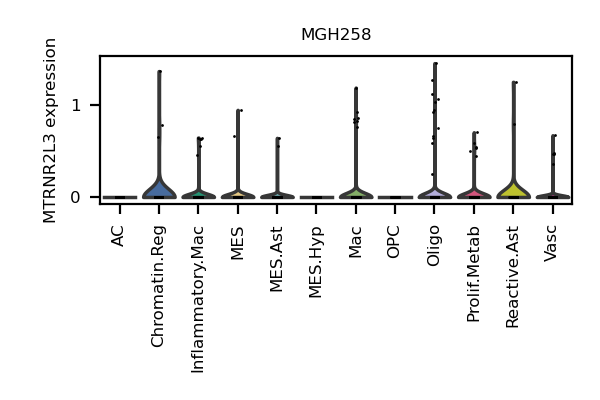 MGH258
MTRNR2L3 expression
1
0
AC
Chromatin.Reg
Inflammatory.Mac
MES
MES.Ast
MES.Hyp
Mac
OPC
Oligo
Prolif.Metab
Reactive.Ast
Vasc